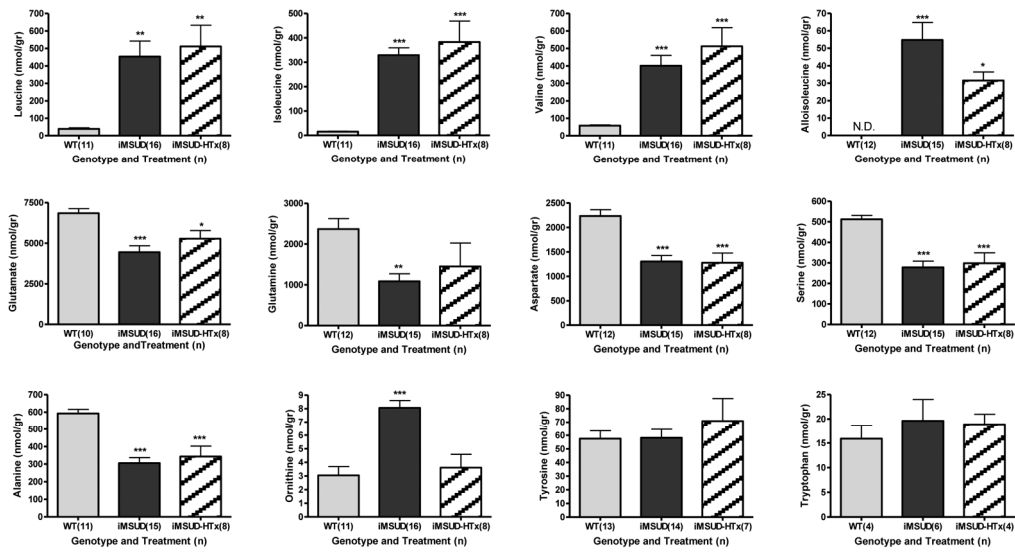 Leucine (nmol/gr)
700
600
500
400
300
200
100
0
**
**
WT(11) iMSUD(16) iMSUD-HTx(8)
Genotype and Treatment (n)
Isoleucine (nmol/gr)
500
400
300
200
100
0
***
***
WT(11) iMSUD(16) iMSUD-HTx(8)
Genotype and Treatment (n)
Valine (nmol/gr)
700
600
500
400
300
200
100
0
***
***
WT(11) iMSUD(16) iMSUD-HTx(8)
Genotype and Treatment (n)
Alloisoleucine (nmol/gr)
70
60
50
40
30
20
10
0
N.D.
***
*
WT(12) iMSUD(15) iMSUD-HTx(8)
Genotype and Treatment (n)
Glutamate (nmol/gr)
7500
5000
2500
0
***
*
WT(10) iMSUD(16) iMSUD-HTx(8)
Genotype andTreatment (n)
Glutamine (nmol/gr)
3000
2000
1000
0
**
WT(12) iMSUD(15) iMSUD-HTx(8)
Genotype and Treatment (n)
Aspartate (nmol/gr)
2500
2000
1500
1000
500
0
***
***
WT(12) iMSUD(15) iMSUD-HTx(8)
Genotype and Treatment (n)
Serine (nmol/gr)
600
500
400
300
200
100
0
***
***
WT(12) iMSUD(15) iMSUD-HTx(8)
Genotype and Treatment (n)
Alanine (nmol/gr)
700
600
500
400
300
200
100
0
***
***
WT(11) iMSUD(15) iMSUD-HTx(8)
Genotype and Treatment (n)
Ornithine (nmol/gr)
9
8
7
6
5
4
3
2
1
0
***
WT(11) iMSUD(16) iMSUD-HTx(8)
Genotype and Treatment (n)
Tyrosine (nmol/gr)
90
80
70
60
50
40
30
20
10
0
WT(13) iMSUD(14) iMSUD-HTx(7)
Genotype and Treatment (n)
Tryptophan (nmol/gr)
25
20
15
10
5
0
WT(4) iMSUD(6) iMSUD-HTx(4)
Genotype and Treatment (n)